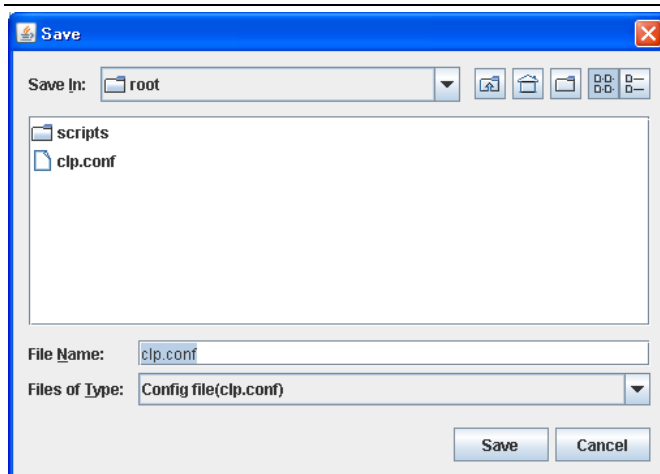 Save
Save In: root
scripts
clp.conf
File Name: clp.conf
Files of Type: Config file(clp.conf)
Save Cancel